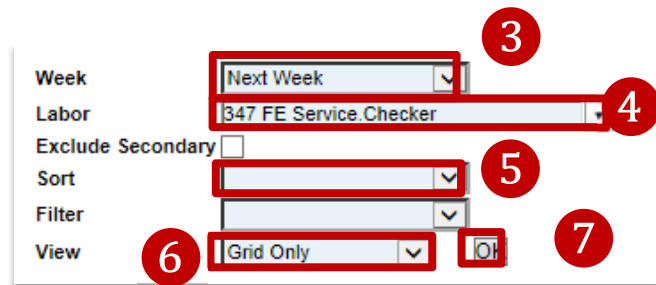 3
Week Next Week
Labor 347 FE Service.Checker 4
Exclude Secondary
Sort 5
Filter
View 6 Grid Only OK 7